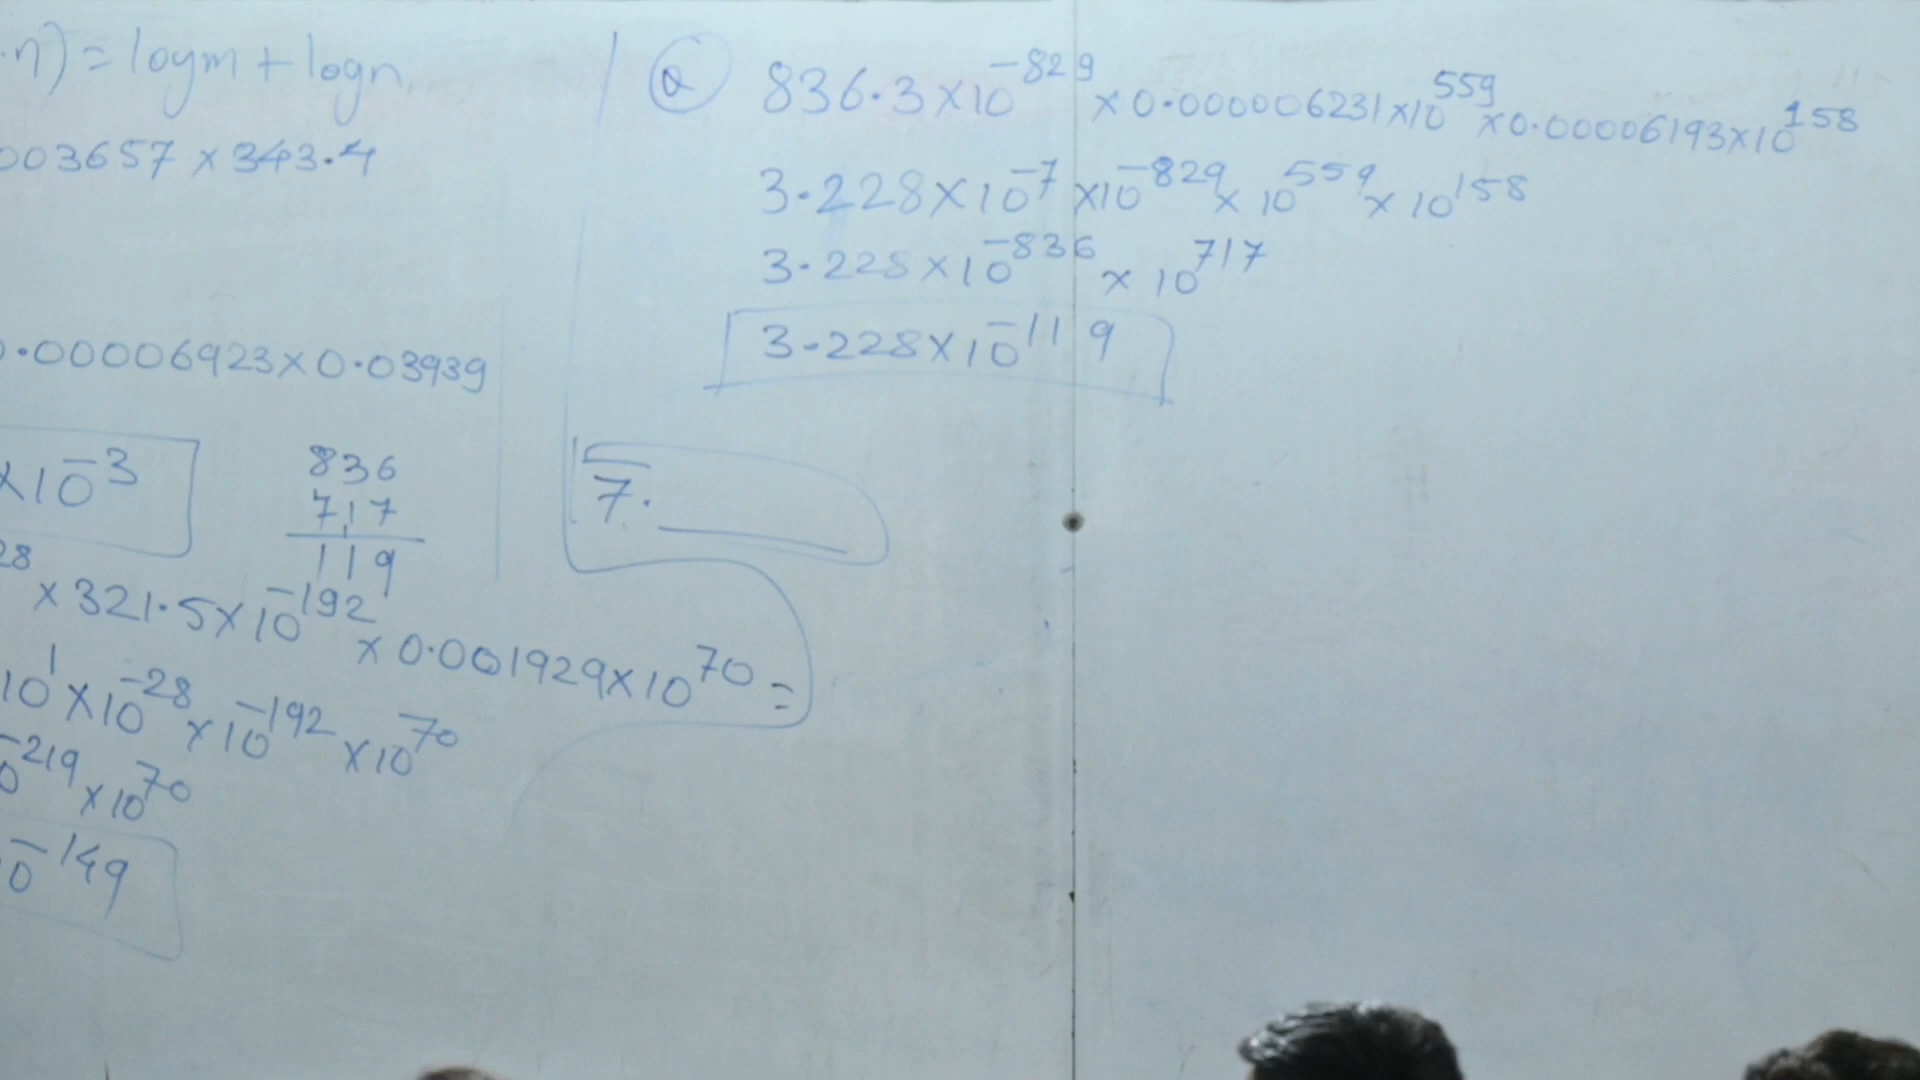 .n) = logm + logn
003657 × 343.4
0.00006923 × 0.03939
×10⁻³
836
717
119
28 × 321.5 × 10⁻¹⁹² × 0.001929 × 10⁷⁰ =
10¹ × 10⁻²⁸ × 10⁻¹⁹² × 10⁷⁰
0⁻²¹⁹ × 10⁷⁰
0⁻¹⁴⁹
Q 836.3 × 10⁻⁸²⁹ × 0.000006231 × 10⁵⁵⁹ × 0.00006193 × 10¹⁵⁸
3.228 × 10⁻⁷ × 10⁻⁸²⁹ × 10⁵⁵⁹ × 10¹⁵⁸
3.228 × 10⁻⁸³⁶ × 10⁷¹⁷
3.228 × 10⁻¹¹⁹
7̅.